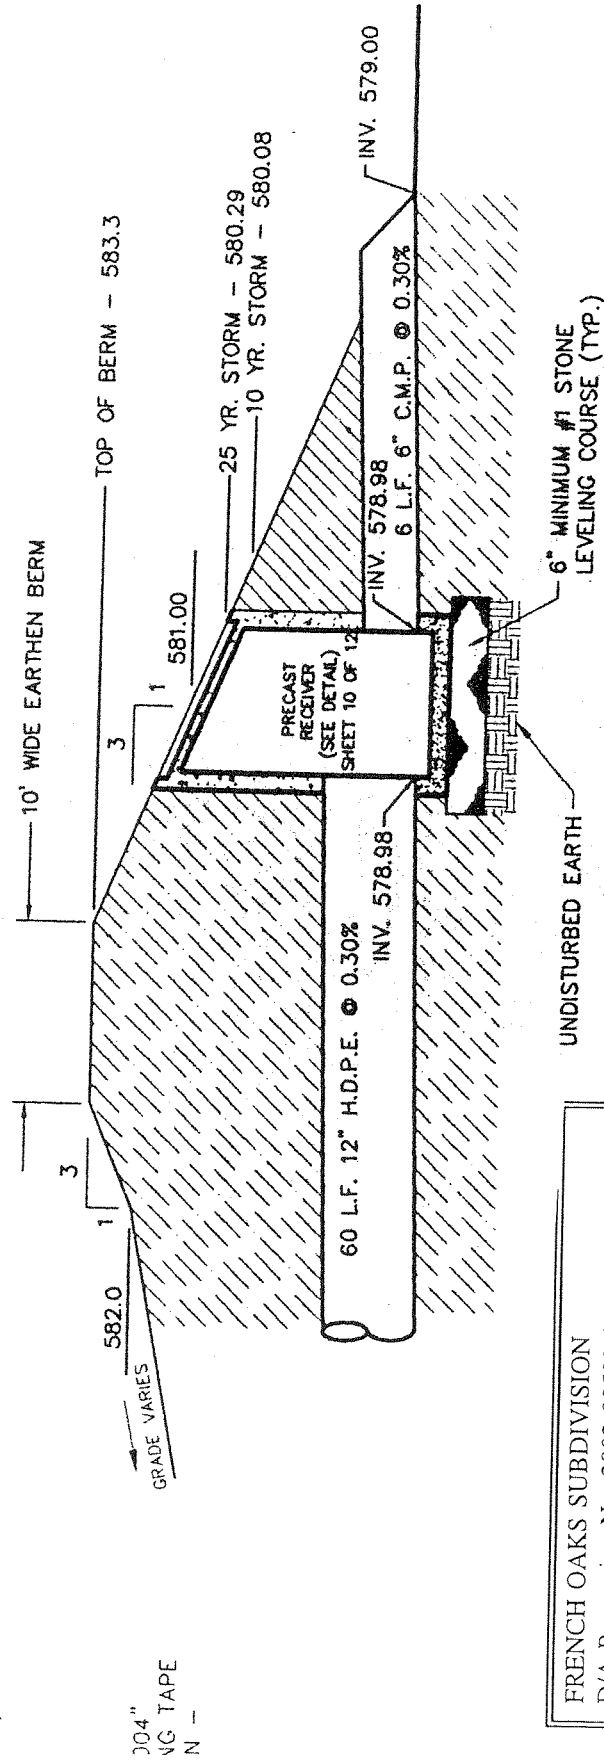 10' WIDE EARTHEN BERM
TOP OF BERM - 583.3
3
1
582.0
GRADE VARIES
3
1
581.00
25 YR. STORM - 580.29
10 YR. STORM - 580.08
INV. 579.00
PRECAST
RECEIVER
(SEE DETAIL)
SHEET 10 OF 12
INV. 578.98
6 L.F. 6" C.M.P. @ 0.30%
60 L.F. 12" H.D.P.E. @ 0.30%
INV. 578.98
6" MINIMUM #1 STONE
LEVELING COURSE (TYP.)
UNDISTURBED EARTH
004"
NG TAPE
N -
FRENCH OAKS SUBDIVISION